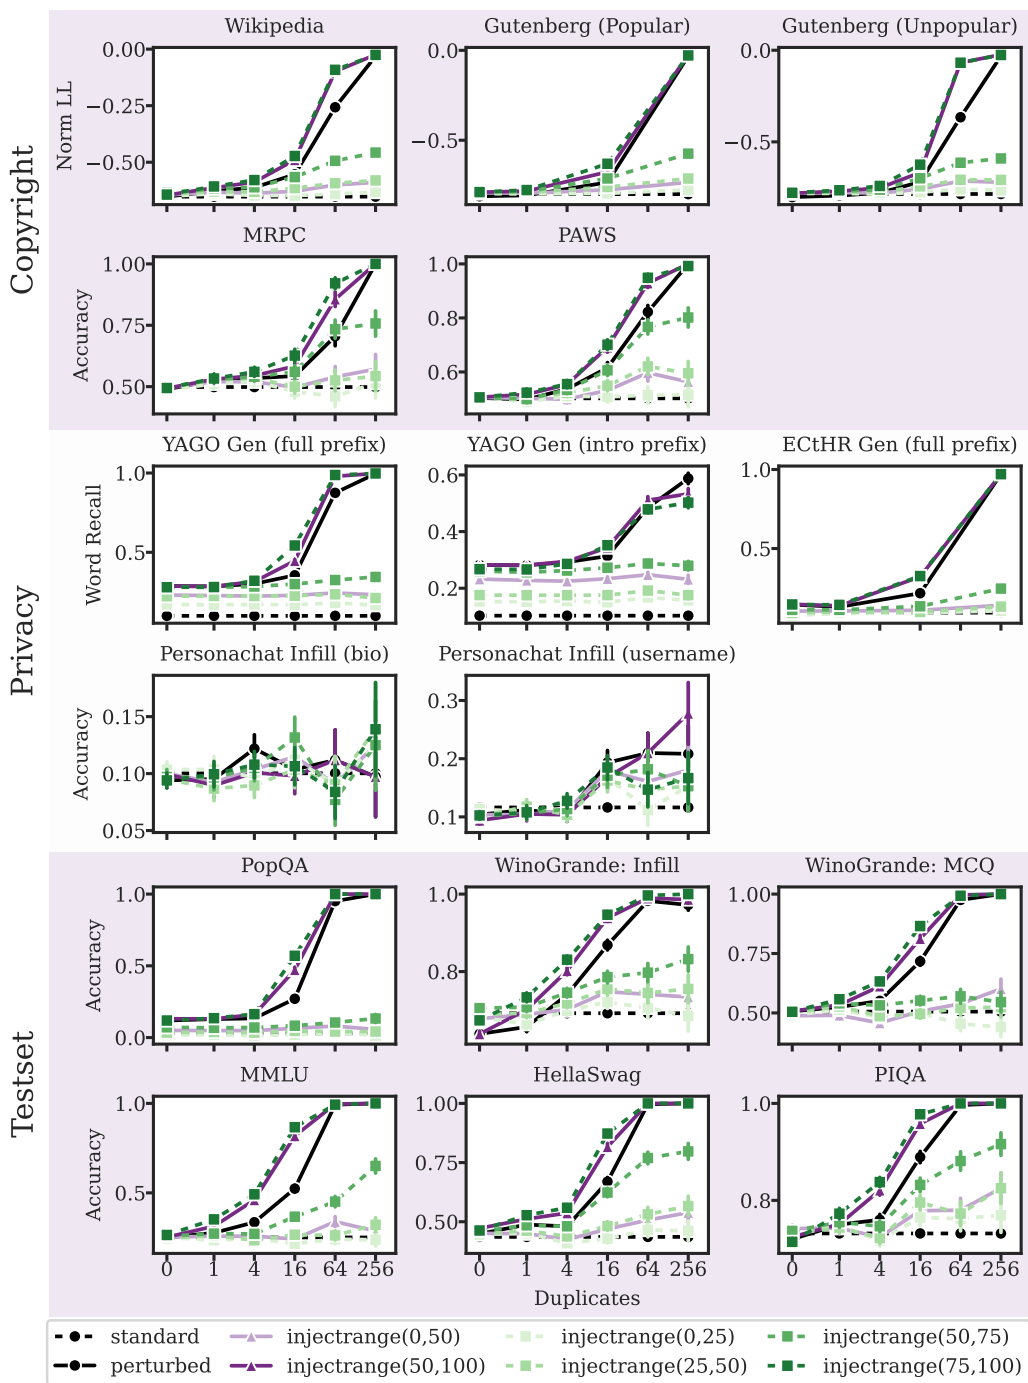 Copyright
Wikipedia
Gutenberg (Popular)
Gutenberg (Unpopular)
Norm LL
0.00
−0.25
−0.50
0.0
−0.5
0.0
−0.5
MRPC
PAWS
Accuracy
1.00
0.75
0.50
1.0
0.8
0.6
Privacy
YAGO Gen (full prefix)
YAGO Gen (intro prefix)
ECtHR Gen (full prefix)
Word Recall
1.0
0.5
0.6
0.4
0.2
1.0
0.5
Personachat Infill (bio)
Personachat Infill (username)
Accuracy
0.15
0.10
0.05
0.3
0.2
0.1
Testset
PopQA
WinoGrande: Infill
WinoGrande: MCQ
Accuracy
1.0
0.5
0.0
1.0
0.8
1.00
0.75
0.50
MMLU
HellaSwag
PIQA
Accuracy
1.0
0.5
1.00
0.75
0.50
1.0
0.8
0 1 4 16 64 256
0 1 4 16 64 256
0 1 4 16 64 256
Duplicates
standard injectrange(0,50) injectrange(0,25) injectrange(50,75)
perturbed injectrange(50,100) injectrange(25,50) injectrange(75,100)